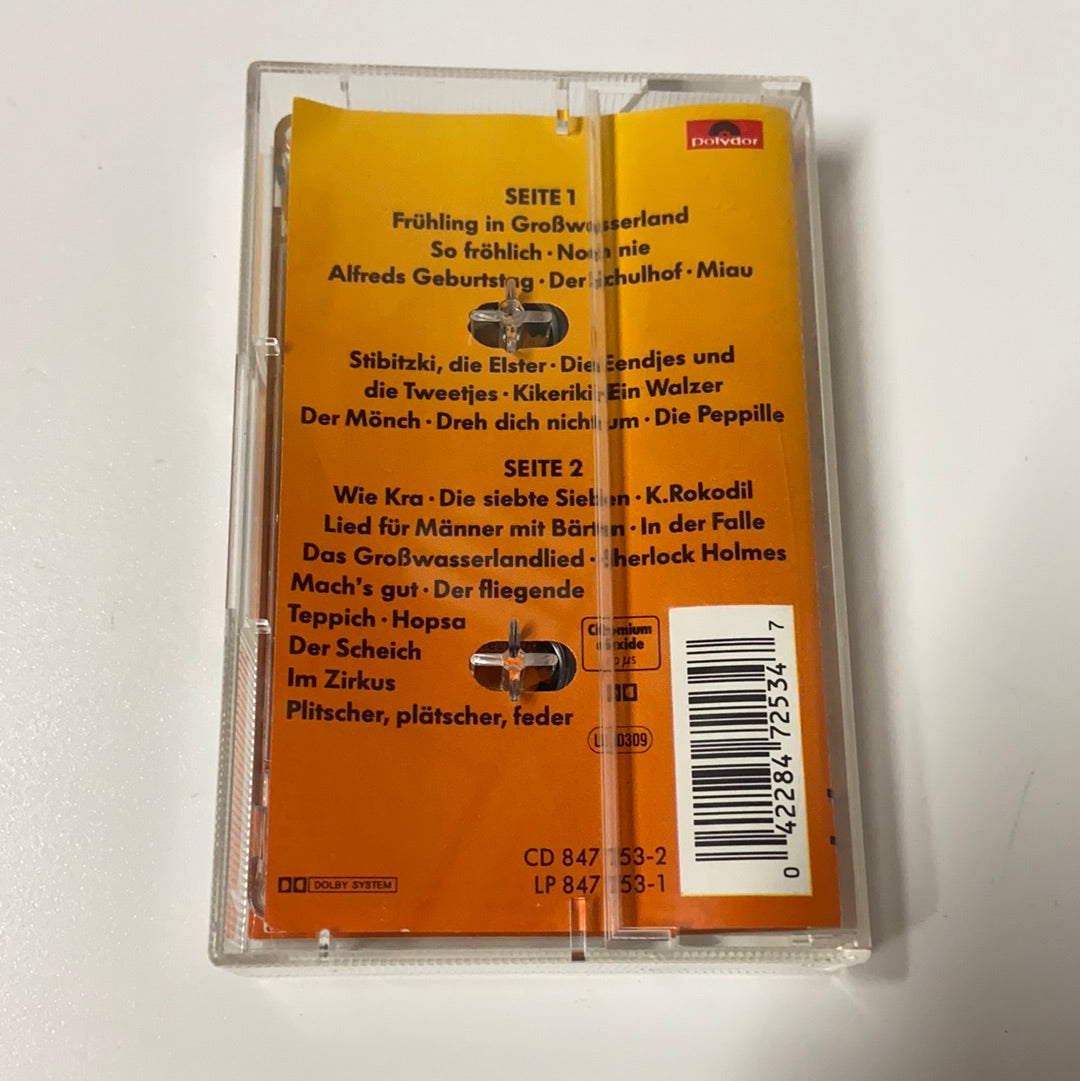 polydor
SEITE 1
Frühling in Großwasserland
So fröhlich · Noch nie
Alfreds Geburtstag · Der Schulhof · Miau
Stibitzki, die Elster · Die Eendjes und
die Tweetjes · Kikeriki · Ein Walzer
Der Mönch · Dreh dich nicht um · Die Peppille
SEITE 2
Wie Kra · Die siebte Sieben · K.Rokodil
Lied für Männer mit Bärten · In der Falle
Das Großwasserlandlied · Sherlock Holmes
Mach's gut · Der fliegende
Teppich · Hopsa
Der Scheich
Im Zirkus
Plitscher, plätscher, feder
Chromium
dioxide
µs
0309
0 42284 72534 7
CD 847 253-2
LP 847 253-1
DOLBY SYSTEM